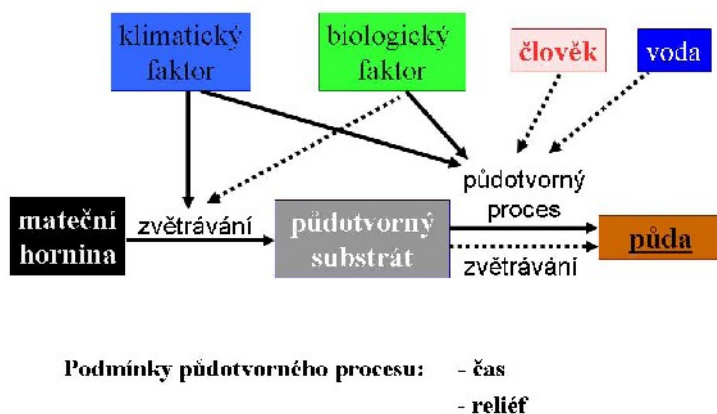 klimatický
faktor
biologický
faktor
člověk
voda
půdotvorný
proces
mateční
hornina
zvětrávání
půdotvorný
substrát
zvětrávání
půda
Podmínky půdotvorného procesu: - čas
- reliéf